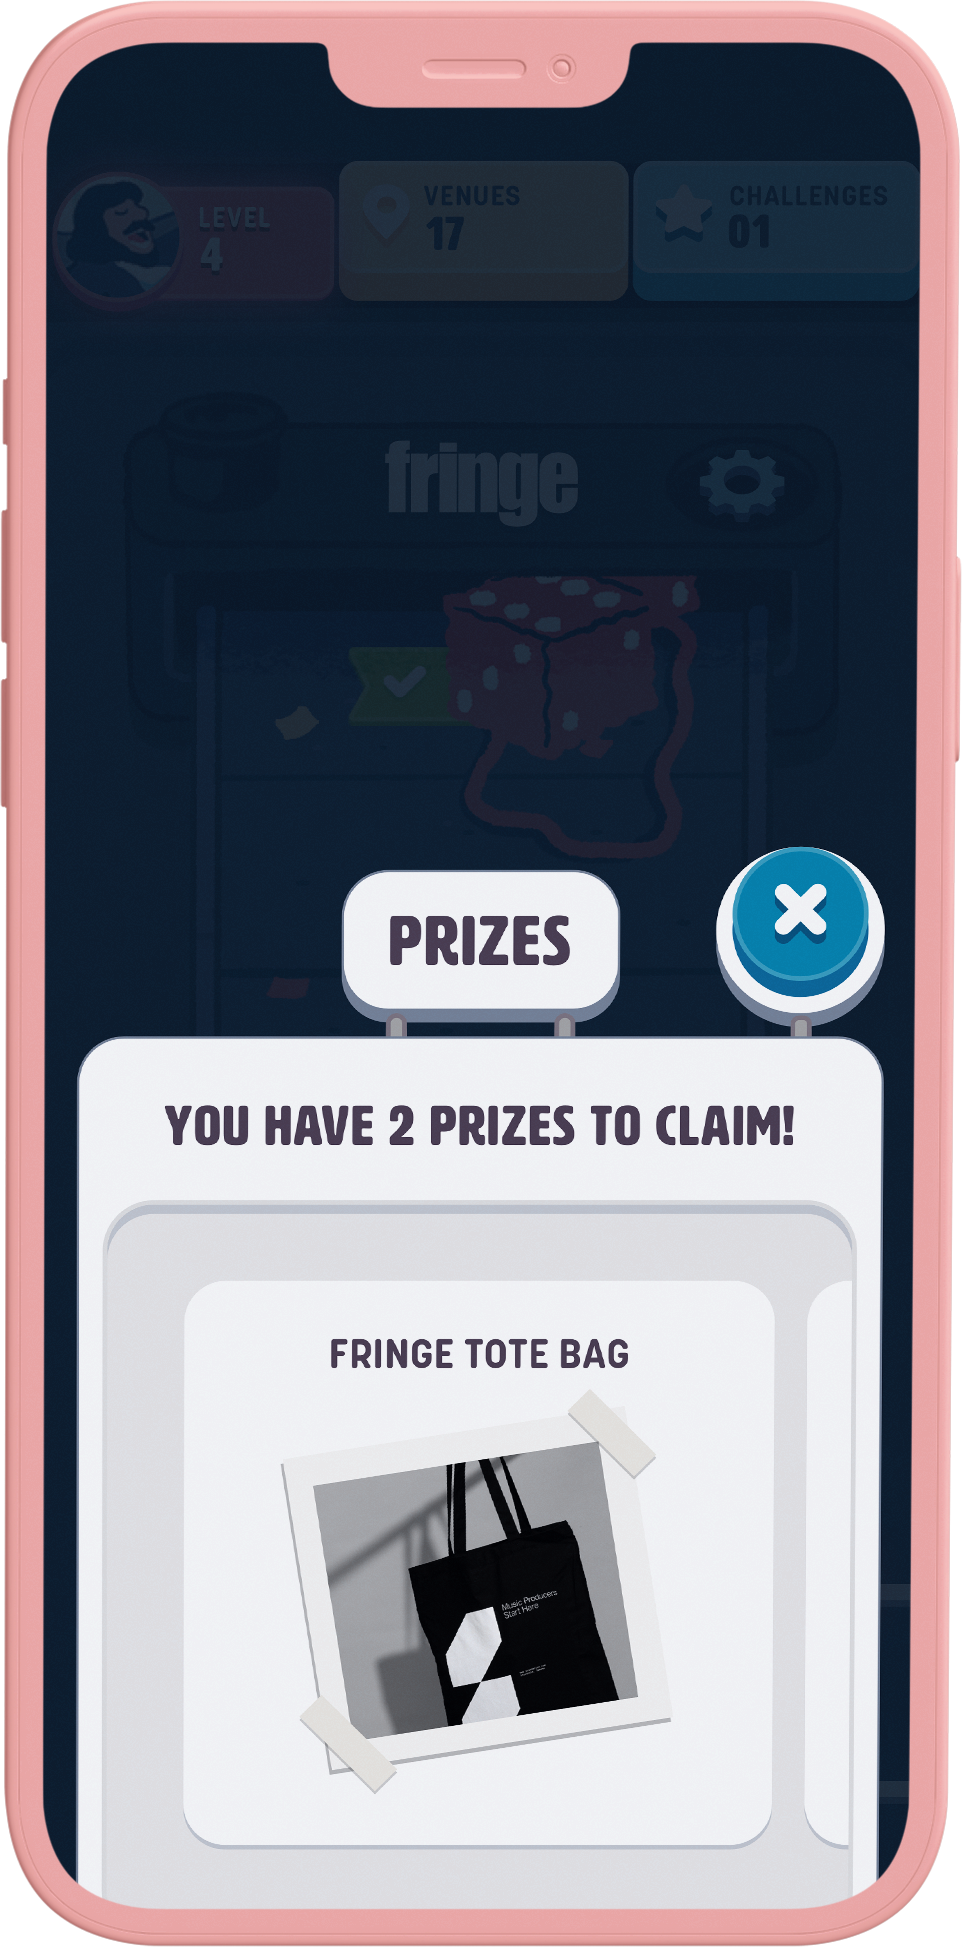 LEVEL
4
VENUES
17
CHALLENGES
01
fringe
PRIZES
YOU HAVE 2 PRIZES TO CLAIM!
FRINGE TOTE BAG
Music Producers
Start Here